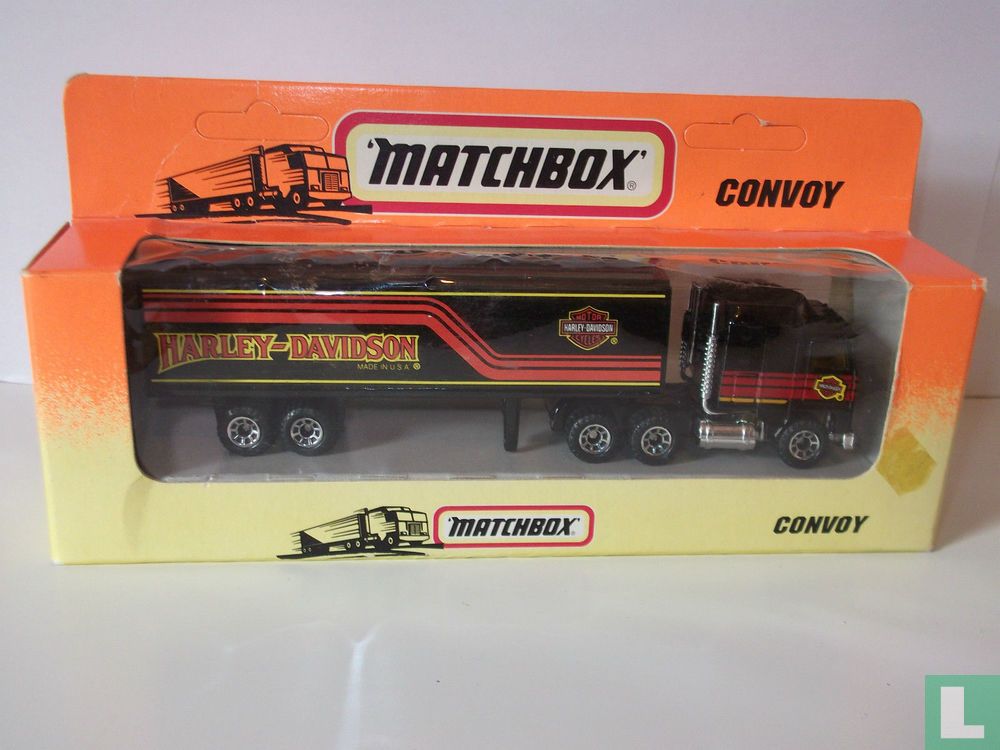 'MATCHBOX'®
CONVOY
HARLEY-DAVIDSON
MADE IN U.S.A. ®
MOTOR
HARLEY-DAVIDSON
CYCLES
®
'MATCHBOX'
CONVOY
L